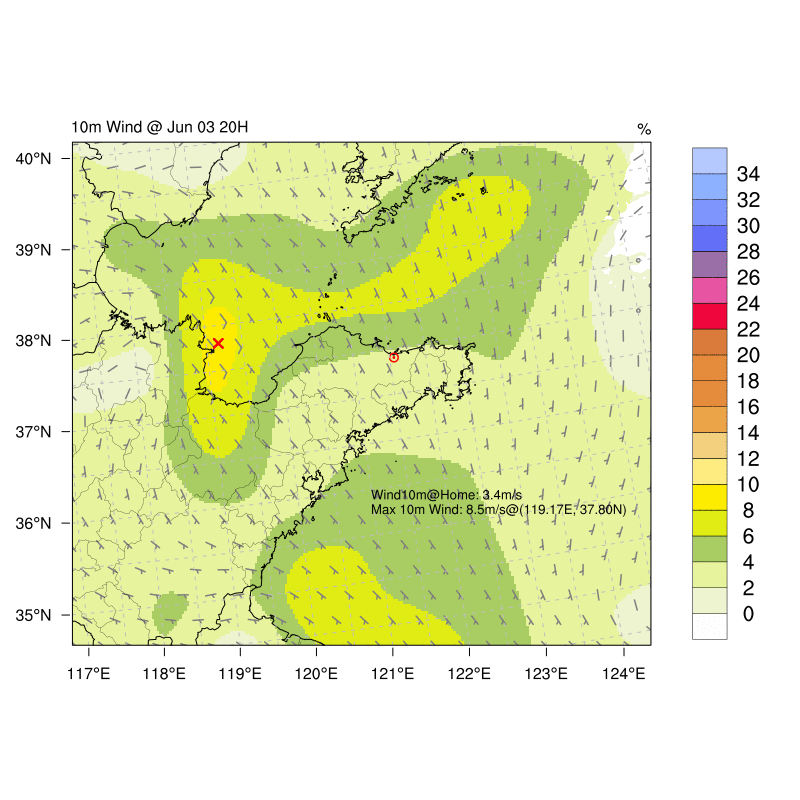 10m Wind @ Jun 03 20H
%
40°N
39°N
38°N
37°N
36°N
35°N
Wind10m@Home: 3.4m/s
Max 10m Wind: 8.5m/s@(119.17E, 37.80N)
117°E 118°E 119°E 120°E 121°E 122°E 123°E 124°E
34
32
30
28
26
24
22
20
18
16
14
12
10
8
6
4
2
0